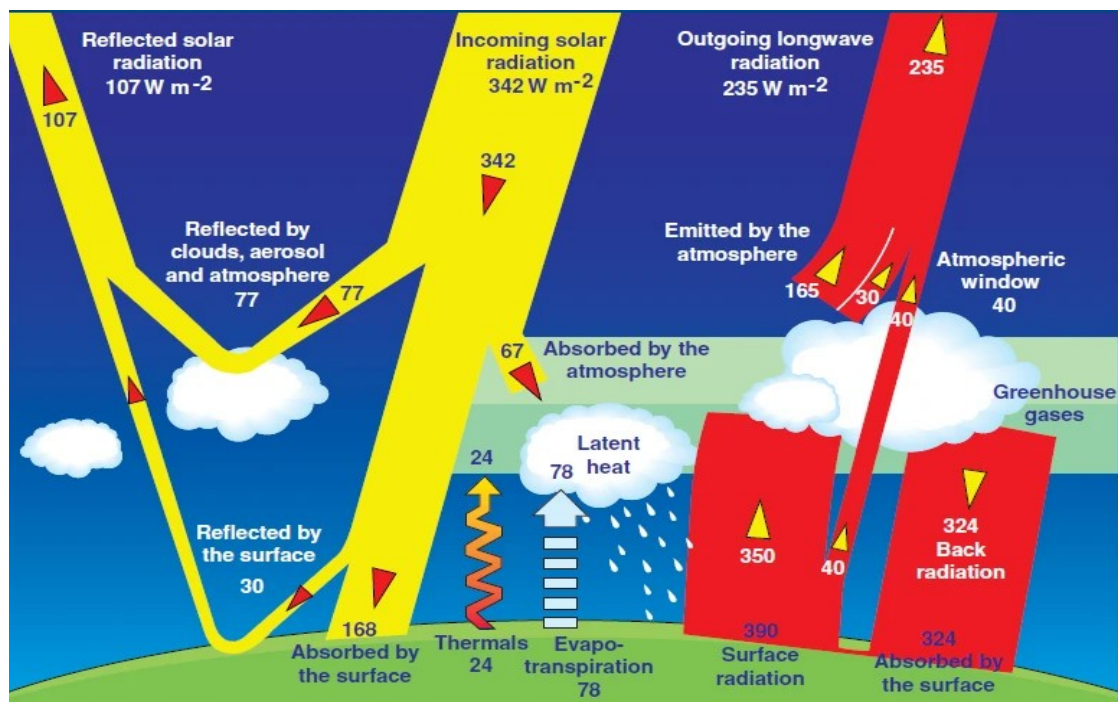 Reflected solar
radiation
107 W m-2
107
Incoming solar
radiation
342 W m-2
342
Outgoing longwave
radiation
235 W m-2
235
Reflected by
clouds, aerosol
and atmosphere
77
77
Emitted by the
atmosphere
165
30
40
Atmospheric
window
40
67
Absorbed by the
atmosphere
Greenhouse
gases
Latent
heat
24
78
Reflected by
the surface
30
350
40
324
Back
radiation
168
Absorbed by
the surface
Thermals
24
Evapo-
transpiration
78
390
Surface
radiation
324
Absorbed by
the surface